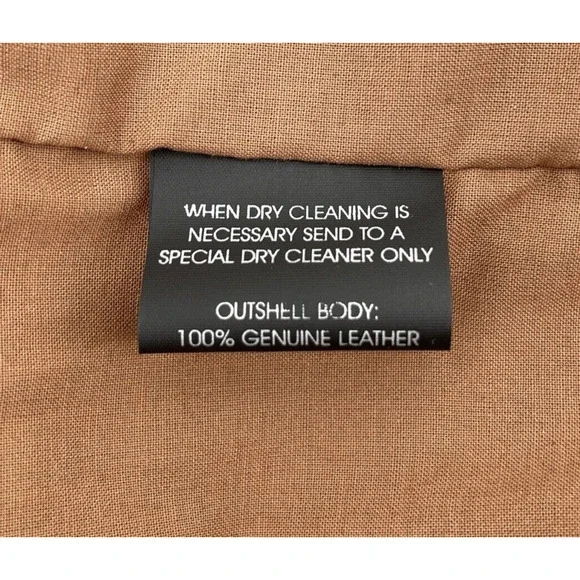 WHEN DRY CLEANING IS
NECESSARY SEND TO A
SPECIAL DRY CLEANER ONLY
OUTSHELL BODY:
100% GENUINE LEATHER